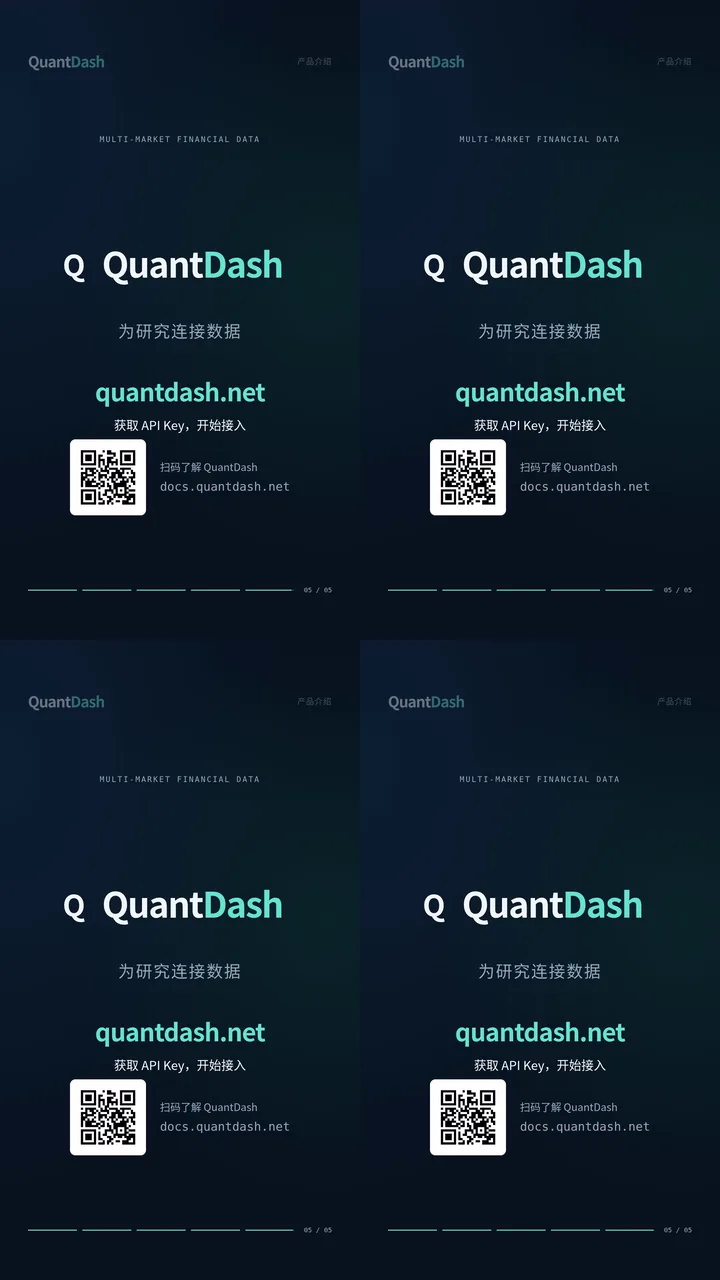 QuantDash 产品介绍
MULTI-MARKET FINANCIAL DATA
Q QuantDash
为研究连接数据
quantdash.net
获取 API Key，开始接入
扫码了解 QuantDash
docs.quantdash.net
05 / 05
QuantDash 产品介绍
MULTI-MARKET FINANCIAL DATA
Q QuantDash
为研究连接数据
quantdash.net
获取 API Key，开始接入
扫码了解 QuantDash
docs.quantdash.net
05 / 05
QuantDash 产品介绍
MULTI-MARKET FINANCIAL DATA
Q QuantDash
为研究连接数据
quantdash.net
获取 API Key，开始接入
扫码了解 QuantDash
docs.quantdash.net
05 / 05
QuantDash 产品介绍
MULTI-MARKET FINANCIAL DATA
Q QuantDash
为研究连接数据
quantdash.net
获取 API Key，开始接入
扫码了解 QuantDash
docs.quantdash.net
05 / 05